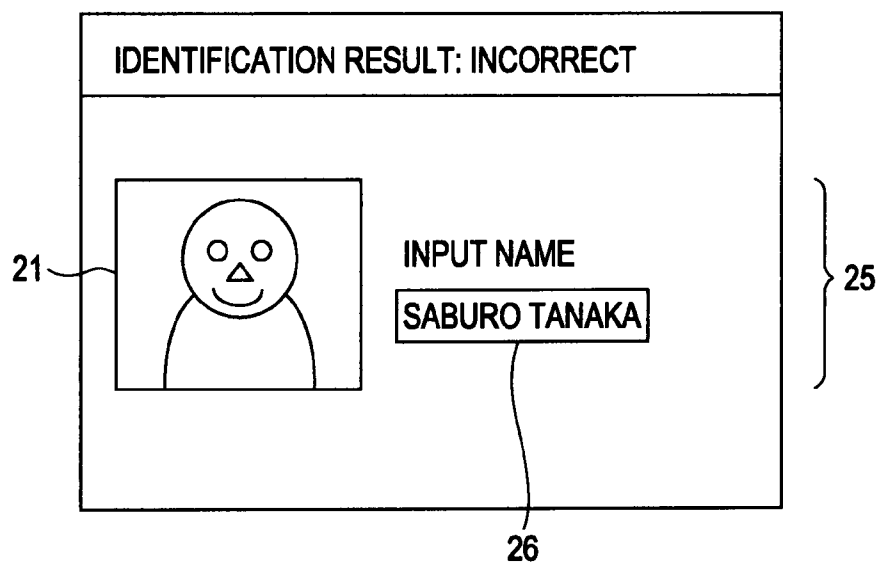 IDENTIFICATION RESULT: INCORRECT
21
INPUT NAME
25
SABURO TANAKA
26